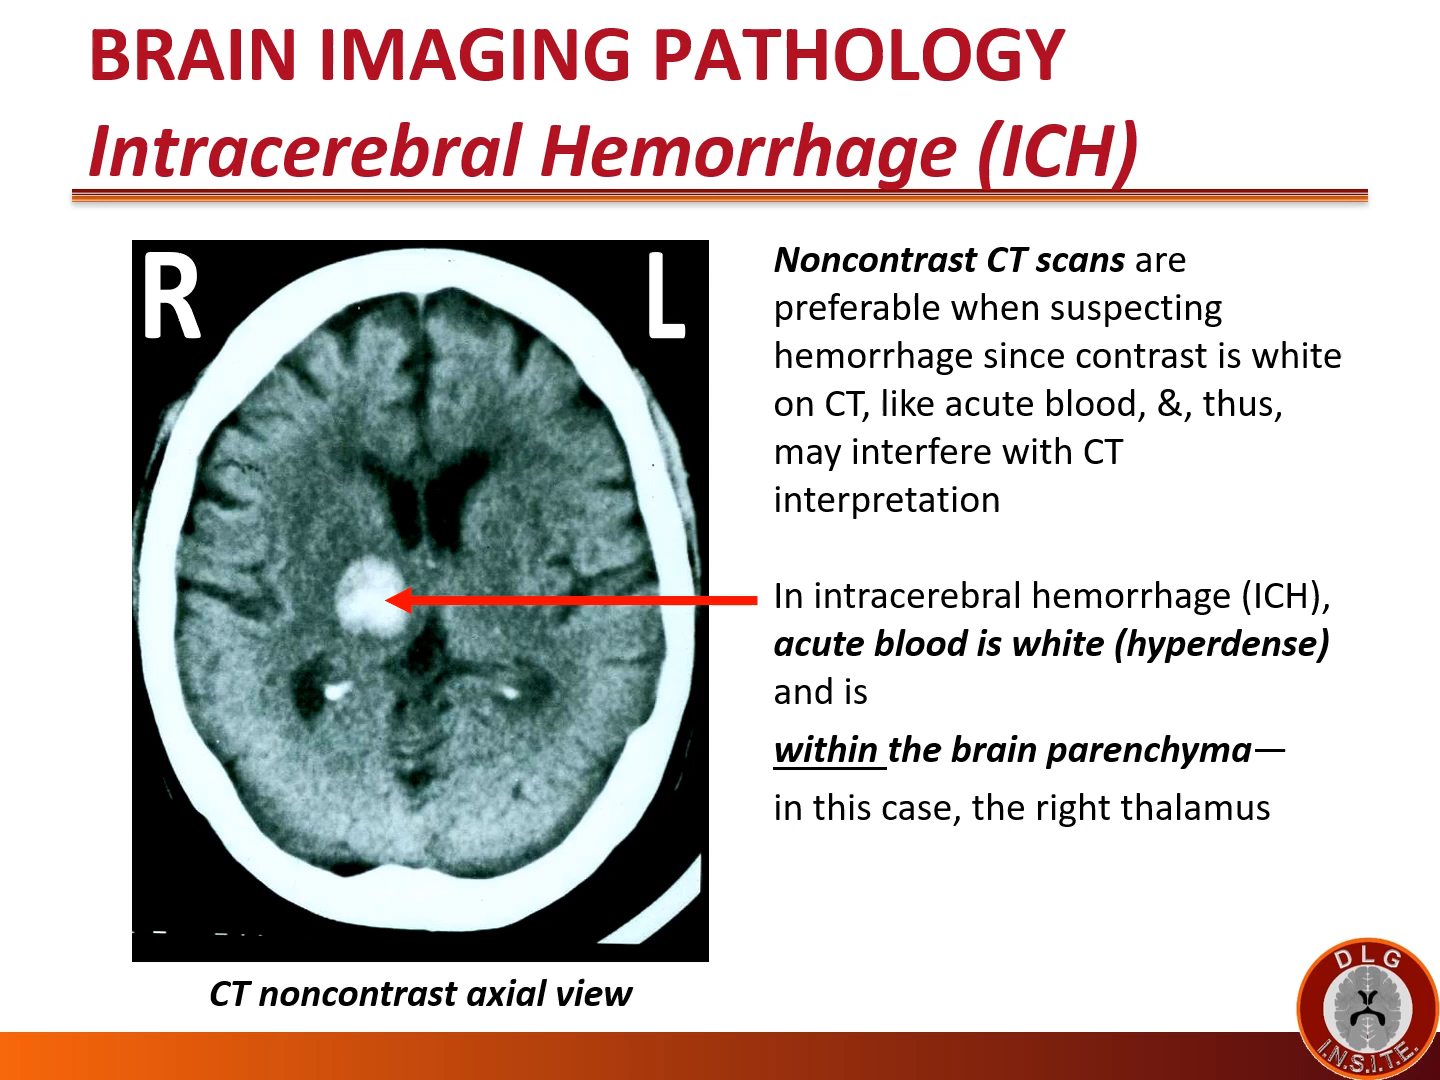 BRAIN IMAGING PATHOLOGY
Intracerebral Hemorrhage (ICH)
R
L
Noncontrast CT scans are
preferable when suspecting
hemorrhage since contrast is white
on CT, like acute blood, &, thus,
may interfere with CT
interpretation
In intracerebral hemorrhage (ICH),
acute blood is white (hyperdense)
and is
within the brain parenchyma—
in this case, the right thalamus
CT noncontrast axial view
DLG
I.N.S.I.T.E.